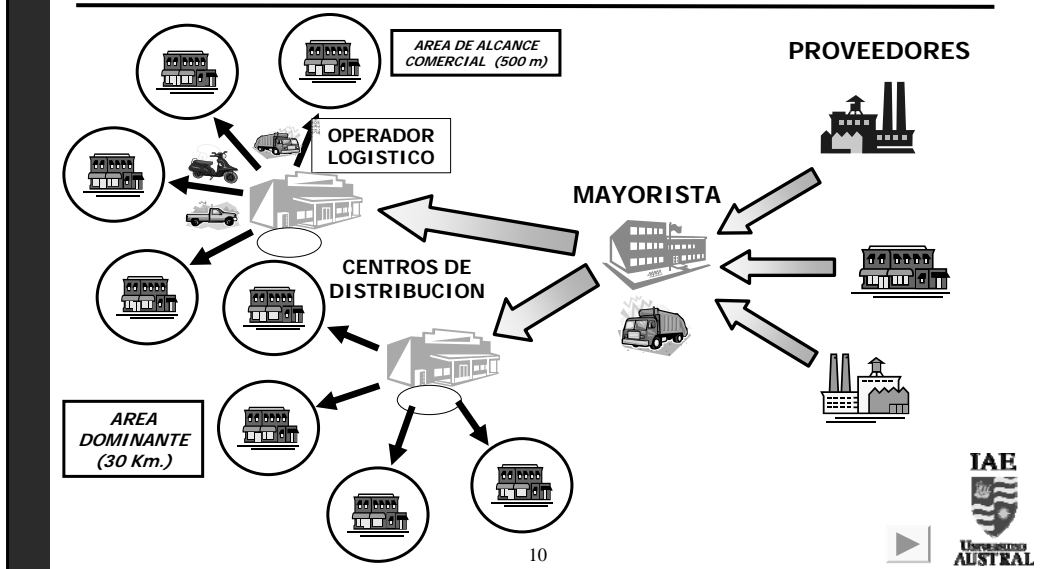 AREA DE ALCANCE
COMERCIAL (500 m)
PROVEEDORES
OPERADOR
LOGISTICO
MAYORISTA
CENTROS DE
DISTRIBUCION
AREA
DOMINANTE
(30 Km.)
10
IAE
UNIVERSIDAD
AUSTRAL